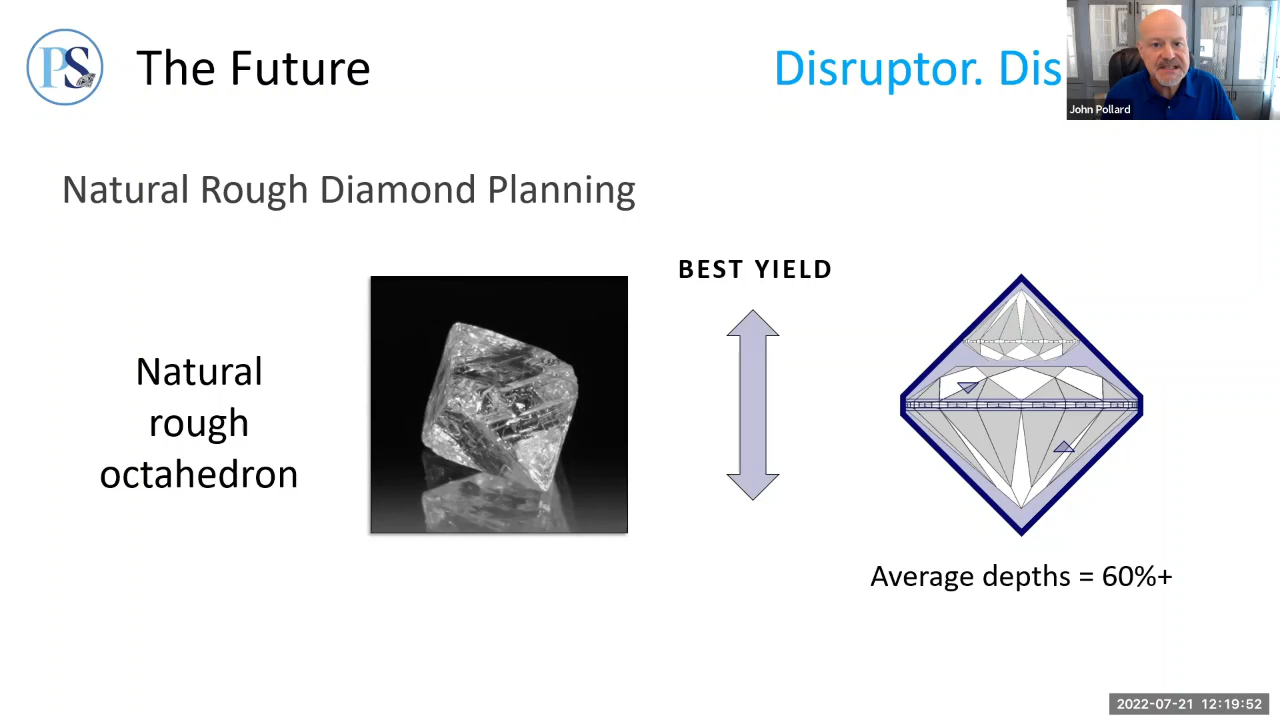 PS
The Future
Disruptor. Dis
John Pollard
Natural Rough Diamond Planning
BEST YIELD
Natural
rough
octahedron
Average depths = 60%+
2022-07-21 12:19:52